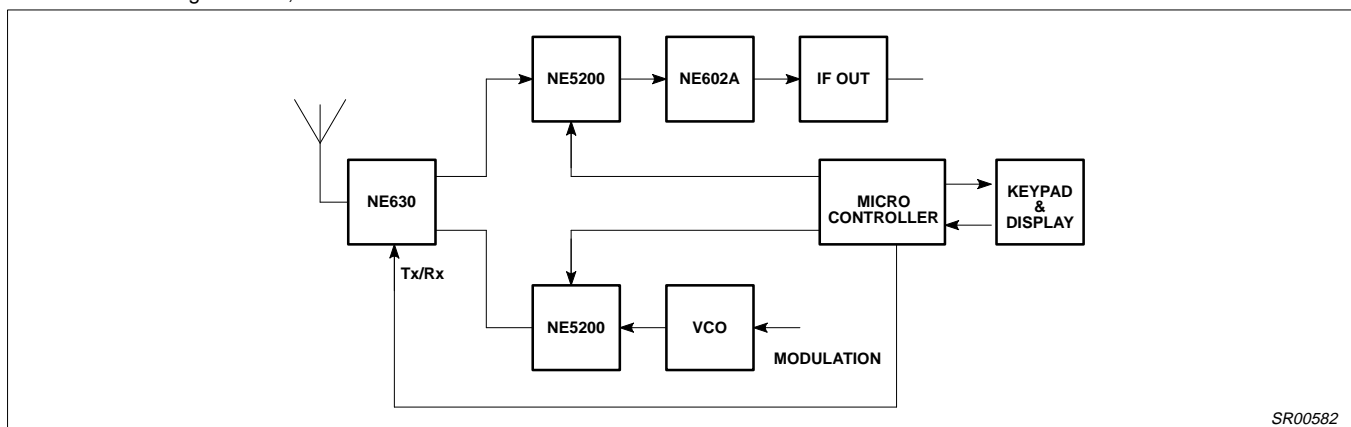 NE5200
NE602A
IF OUT
NE630
MICRO
CONTROLLER
KEYPAD
&
DISPLAY
Tx/Rx
NE5200
VCO
MODULATION
SR00582